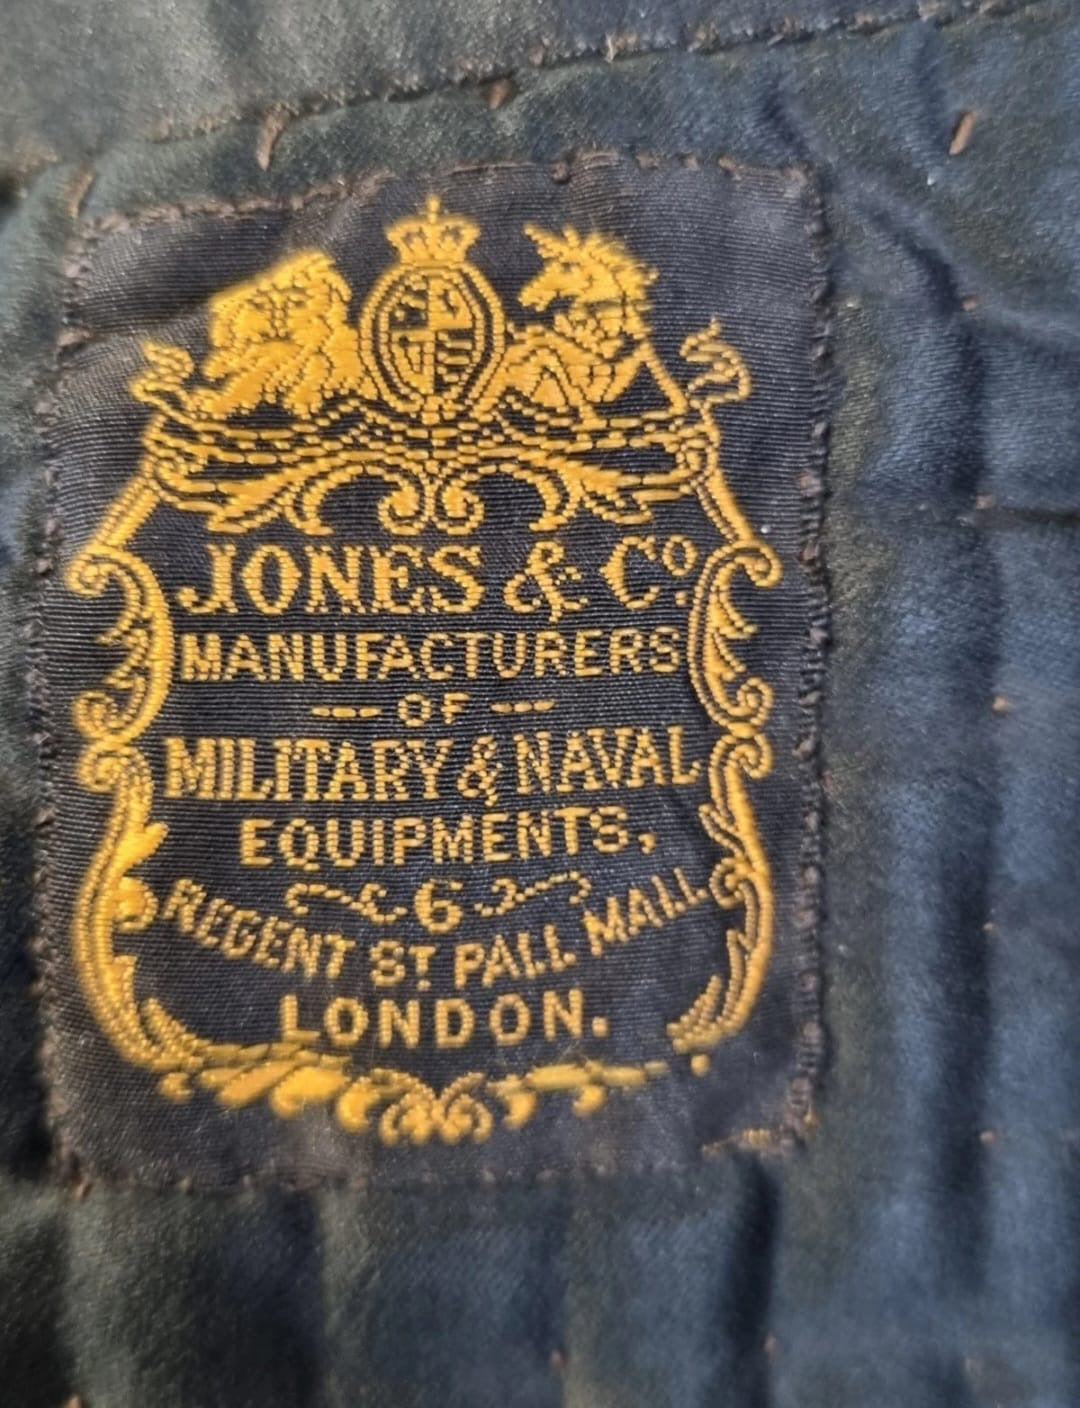 JONES & Co.
MANUFACTURERS
— OF —
MILITARY & NAVAL
EQUIPMENTS,
6
REGENT ST. PALL MALL
LONDON.